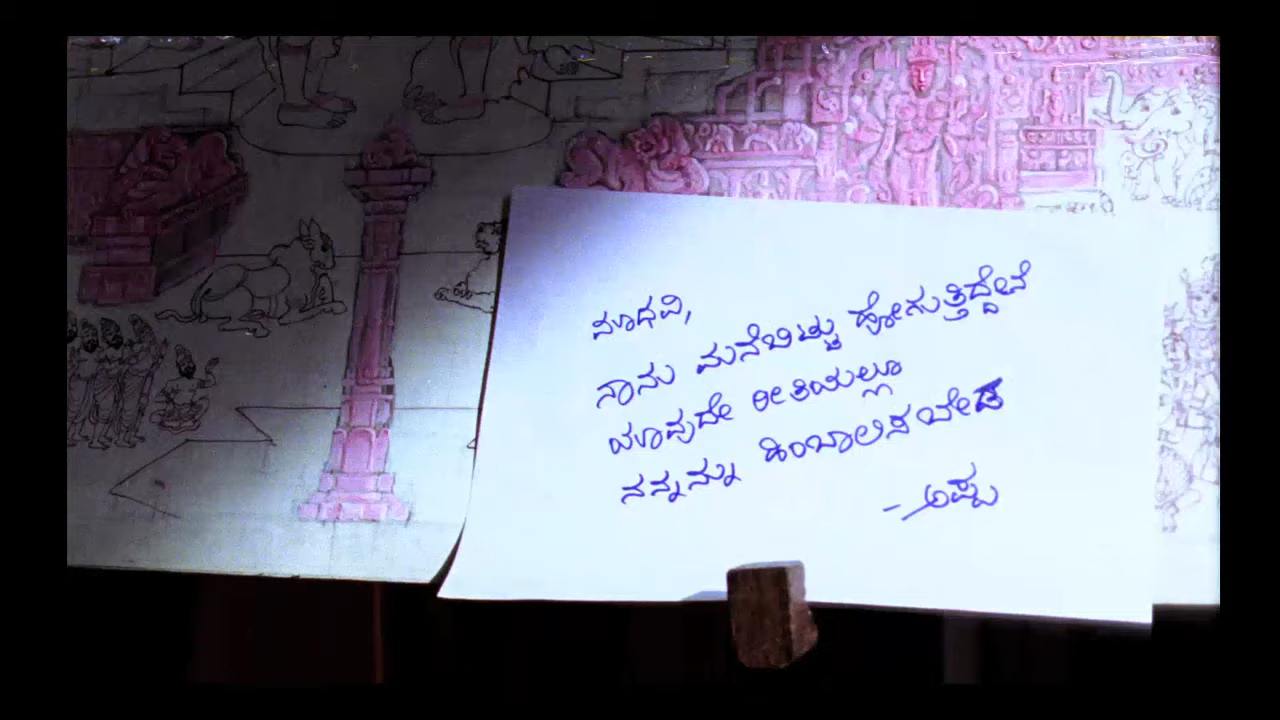 ಮಾಧವಿ,
ನಾನು ಮನೆಬಿಟ್ಟು ಹೋಗುತ್ತಿದ್ದೇನೆ
ಯಾವುದೇ ರೀತಿಯಲ್ಲೂ
ನನ್ನನ್ನು ಹಿಂಬಾಲಿಸಬೇಡ
-ಅಪ್ಪು